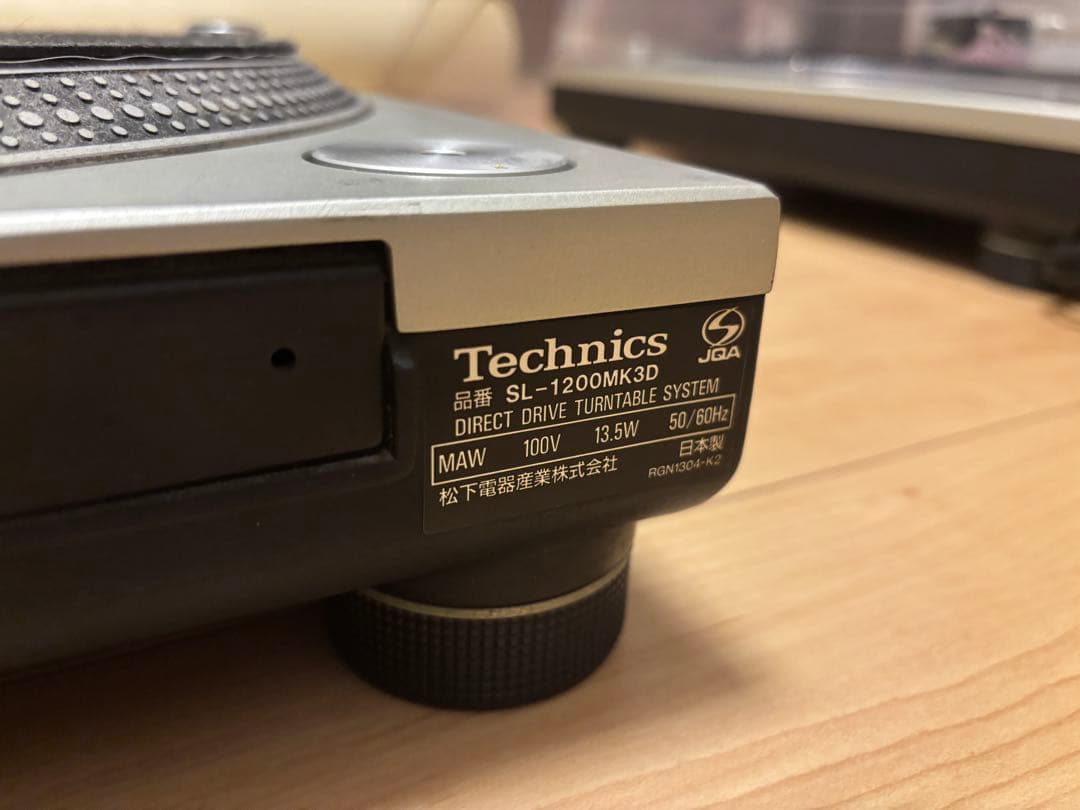 Technics
JQA
品番 SL-1200MK3D
DIRECT DRIVE TURNTABLE SYSTEM
MAW 100V 13.5W 50/60Hz
松下電器産業株式会社 日本製
RGN1304-K2